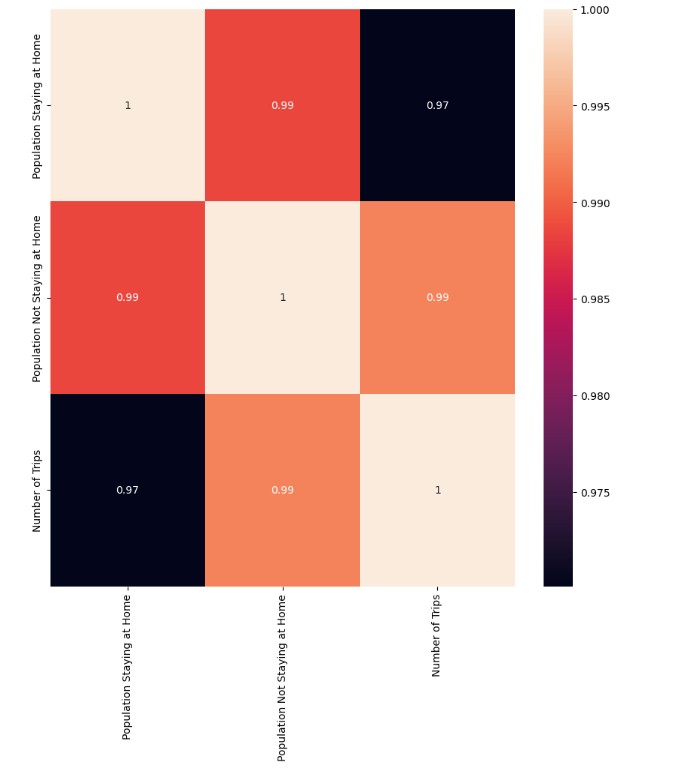 Population Staying at Home
Population Not Staying at Home
Number of Trips
1 0.99 0.97
0.99 1 0.99
0.97 0.99 1
Population Staying at Home
Population Not Staying at Home
Number of Trips
1.000
0.995
0.990
0.985
0.980
0.975